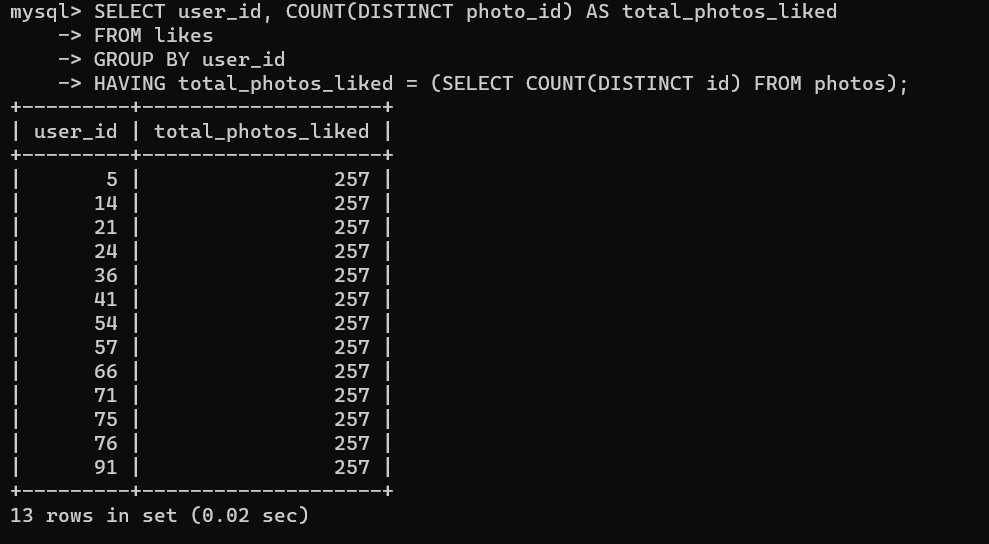 mysql> SELECT user_id, COUNT(DISTINCT photo_id) AS total_photos_liked
    -> FROM likes
    -> GROUP BY user_id
    -> HAVING total_photos_liked = (SELECT COUNT(DISTINCT id) FROM photos);
+---------+--------------------+
| user_id | total_photos_liked |
+---------+--------------------+
|       5 |                257 |
|      14 |                257 |
|      21 |                257 |
|      24 |                257 |
|      36 |                257 |
|      41 |                257 |
|      54 |                257 |
|      57 |                257 |
|      66 |                257 |
|      71 |                257 |
|      75 |                257 |
|      76 |                257 |
|      91 |                257 |
+---------+--------------------+
13 rows in set (0.02 sec)